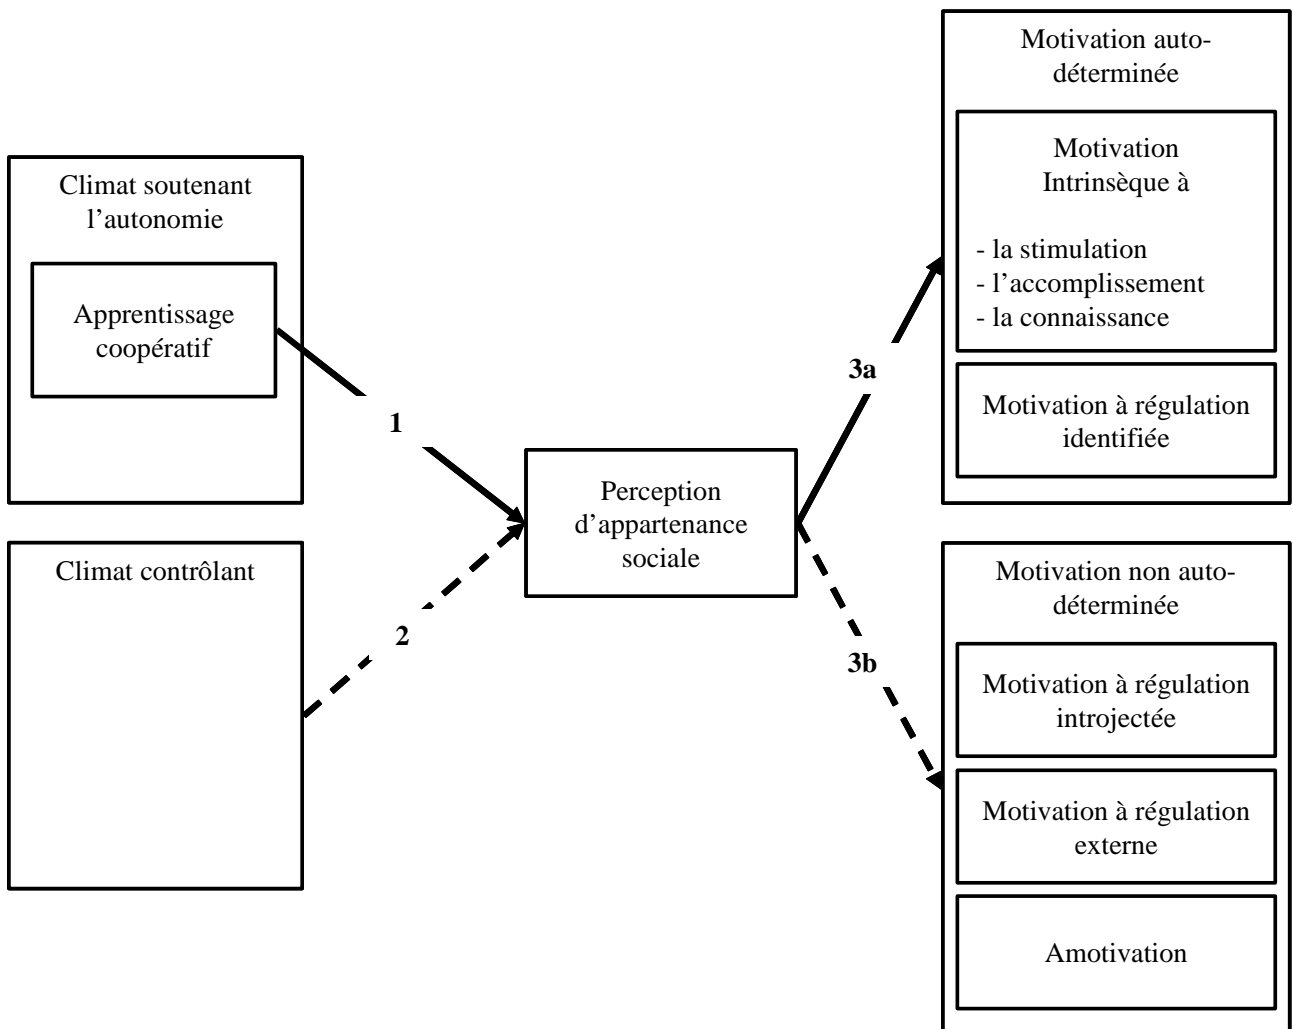 Climat soutenant
l’autonomie
Apprentissage
coopératif
Climat contrôlant
1
2
Perception
d’appartenance
sociale
3a
3b
Motivation auto-
déterminée
Motivation
Intrinsèque à
- la stimulation
- l’accomplissement
- la connaissance
Motivation à régulation
identifiée
Motivation non auto-
déterminée
Motivation à régulation
introjectée
Motivation à régulation
externe
Amotivation